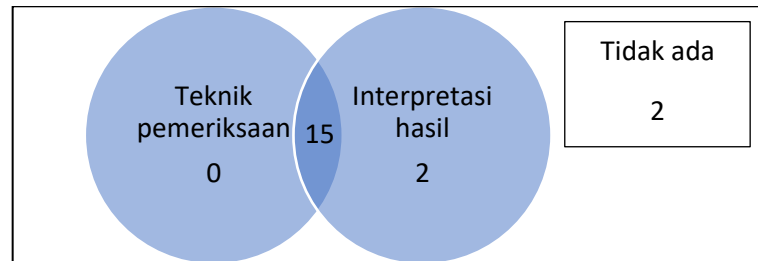 Teknik
pemeriksaan
0
15
Interpretasi
hasil
2
Tidak ada
2